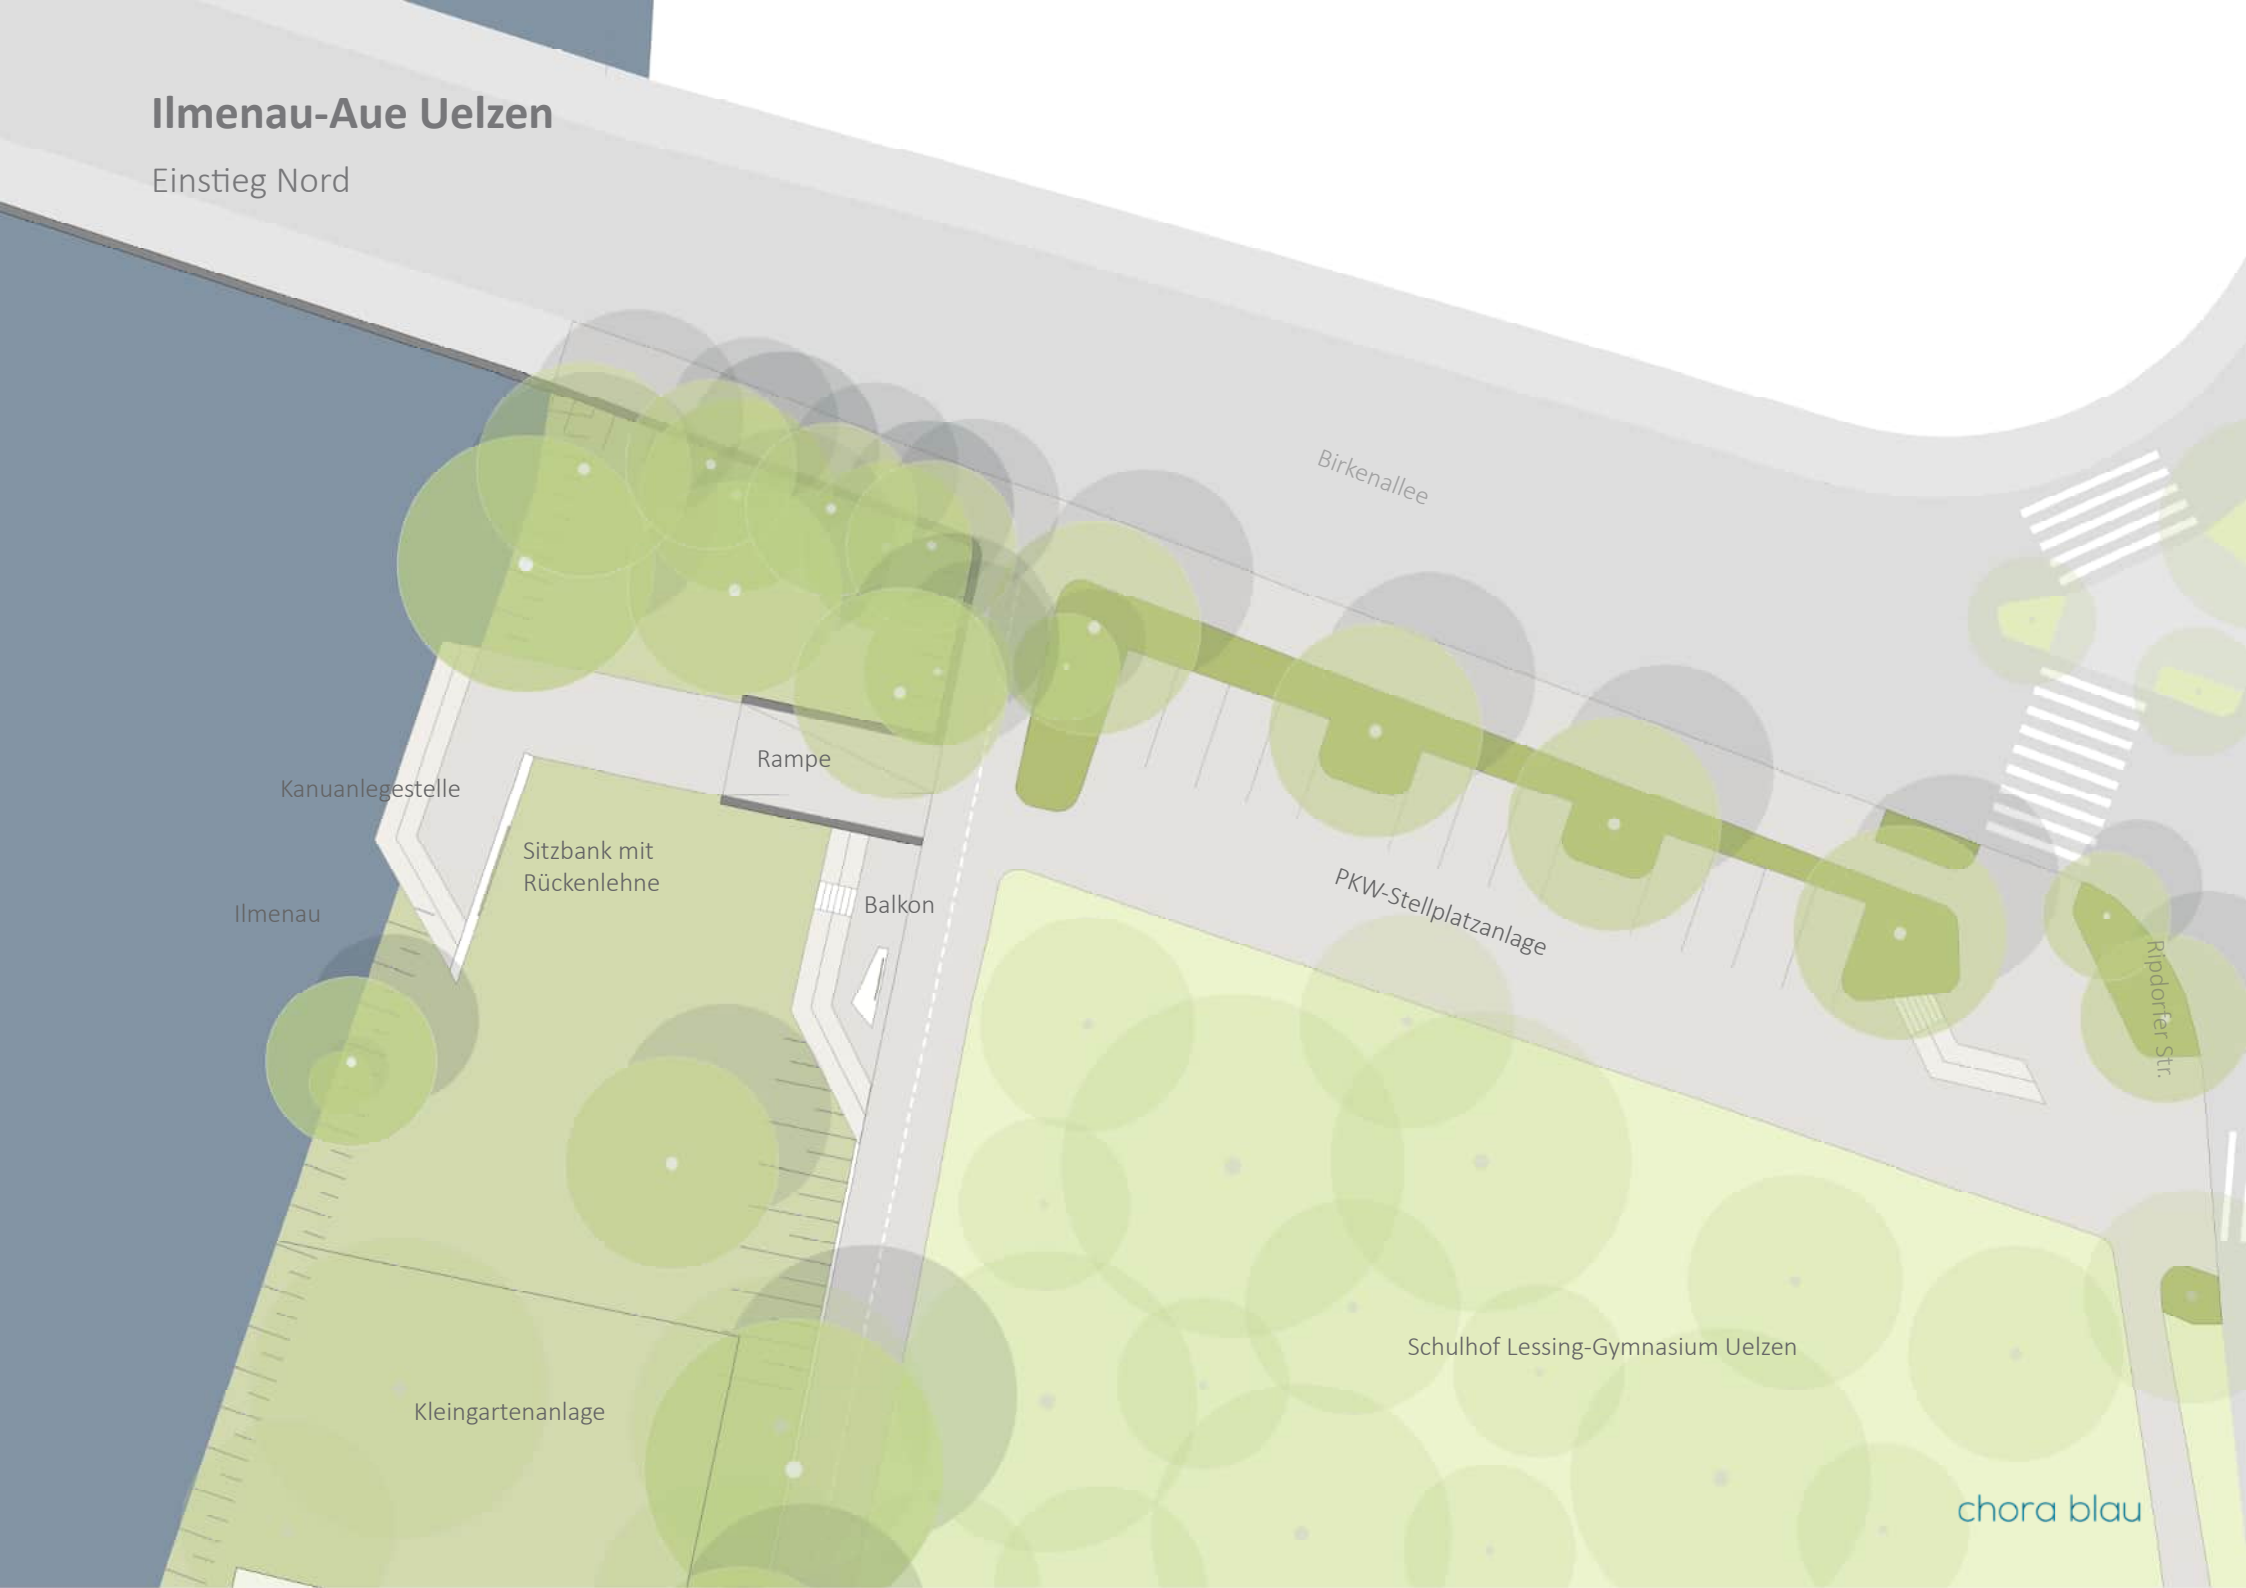 Ilmenau-Aue Uelzen
Einstieg Nord
Birkenallee
Rampe
Kanuanlegestelle
Sitzbank mit
Rückenlehne
Balkon
Ilmenau
PKW-Stellplatzanlage
Ripdorfer Str.
Schulhof Lessing-Gymnasium Uelzen
Kleingartenanlage
chora blau